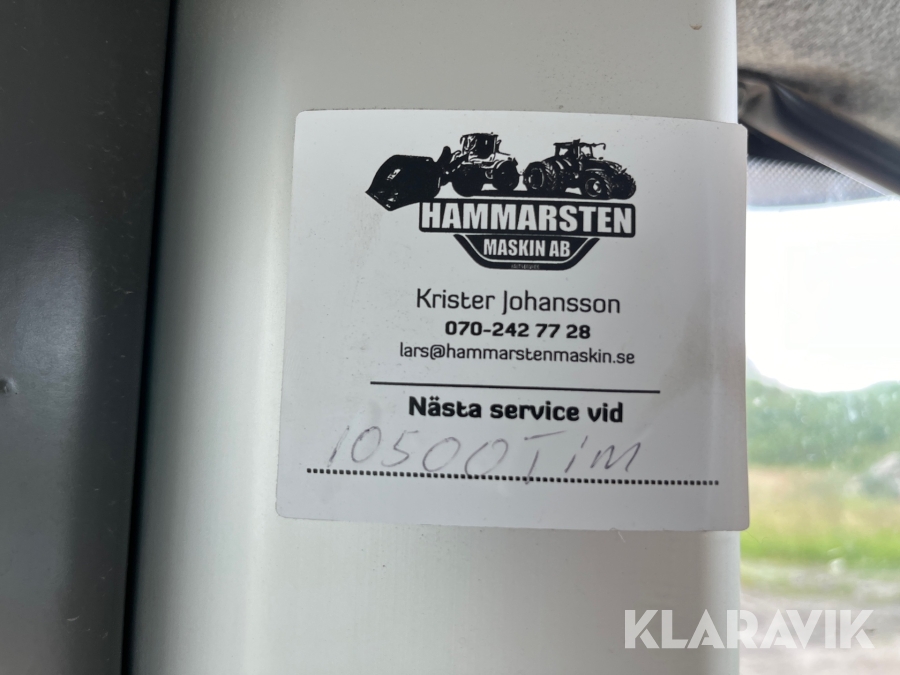 HAMMARSTEN
MASKIN AB
Krister Johansson
070-242 77 28
lars@hammarstenmaskin.se
Nästa service vid
10500 TIM
KLARAVIK